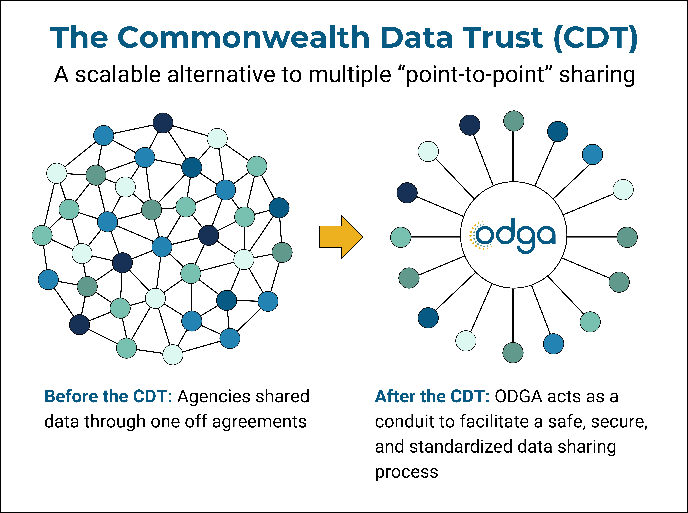 The Commonwealth Data Trust (CDT)
A scalable alternative to multiple “point-to-point” sharing
odga
Before the CDT: Agencies shared
data through one off agreements
After the CDT: ODGA acts as a
conduit to facilitate a safe, secure,
and standardized data sharing
process